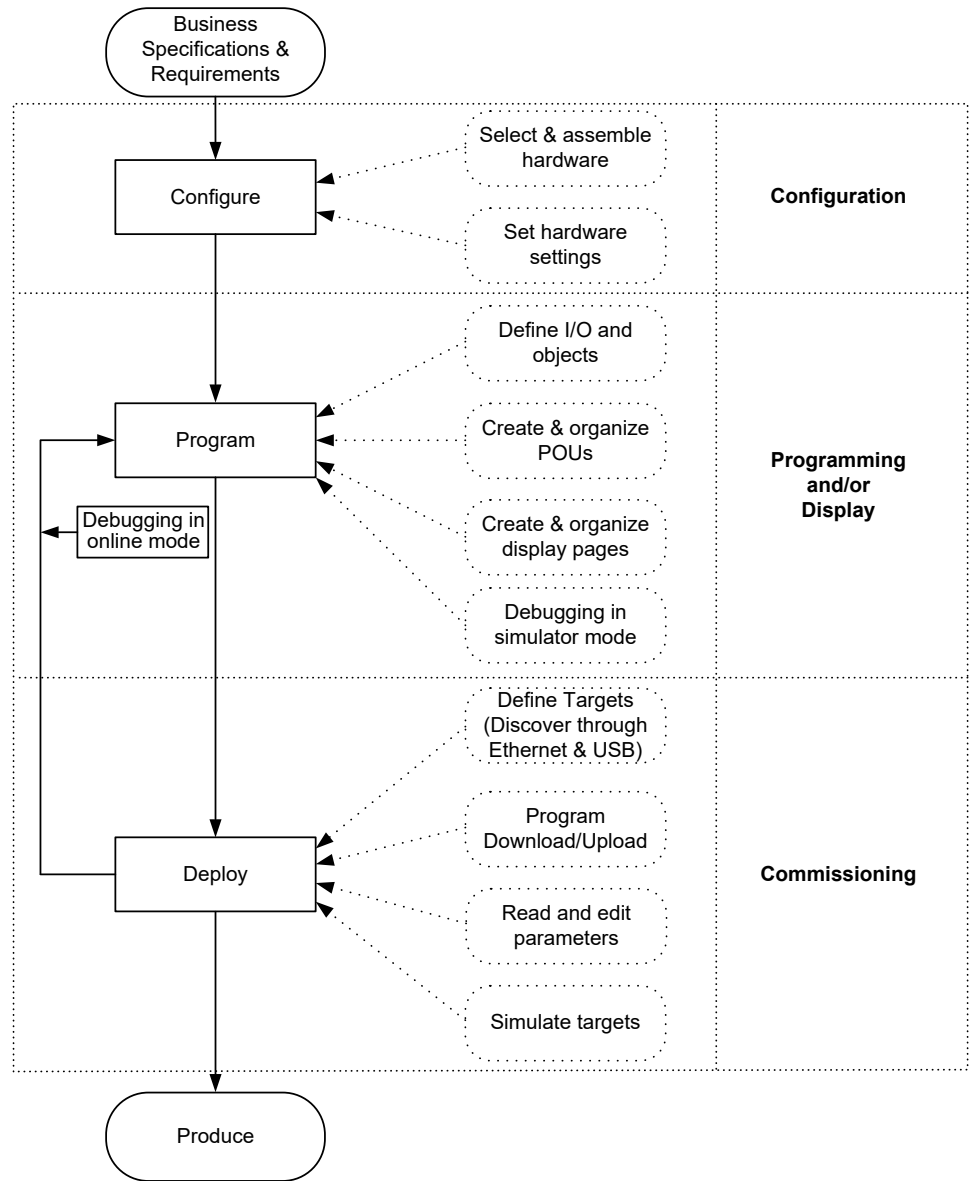 Business
Specifications &
Requirements
Select & assemble
hardware
Configure
Configuration
Set hardware
settings
Define I/O and
objects
Program
Create & organize
POUs
Programming
and/or
Display
Debugging in
online mode
Create & organize
display pages
Debugging in
simulator mode
Define Targets
(Discover through
Ethernet & USB)
Program
Download/Upload
Deploy
Commissioning
Read and edit
parameters
Simulate targets
Produce